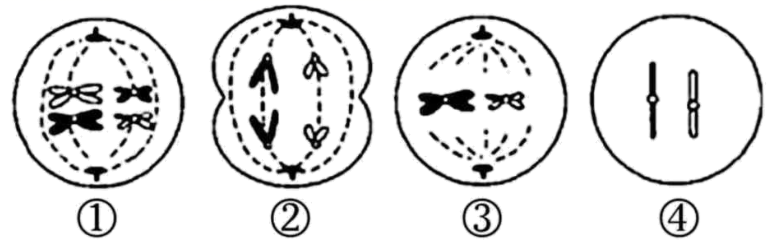 ① ② ③ ④